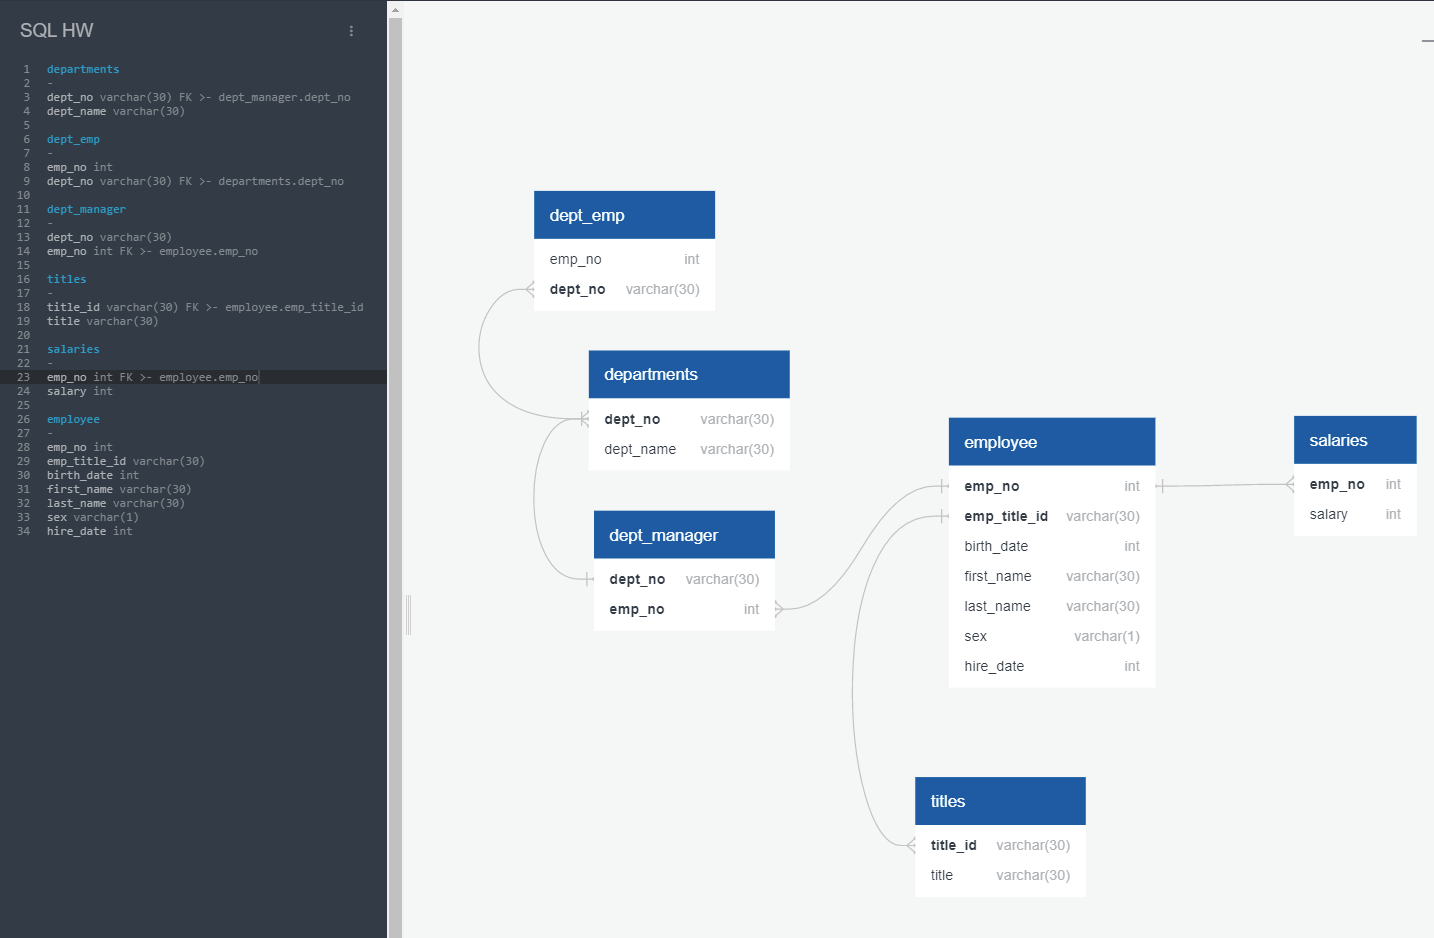 SQL HW
1 departments
2 -
3 dept_no varchar(30) FK >- dept_manager.dept_no
4 dept_name varchar(30)
5
6 dept_emp
7 -
8 emp_no int
9 dept_no varchar(30) FK >- departments.dept_no
10
11 dept_manager
12 -
13 dept_no varchar(30)
14 emp_no int FK >- employee.emp_no
15
16 titles
17 -
18 title_id varchar(30) FK >- employee.emp_title_id
19 title varchar(30)
20
21 salaries
22 -
23 emp_no int FK >- employee.emp_no
24 salary int
25
26 employee
27 -
28 emp_no int
29 emp_title_id varchar(30)
30 birth_date int
31 first_name varchar(30)
32 last_name varchar(30)
33 sex varchar(1)
34 hire_date int
dept_emp
emp_no int
dept_no varchar(30)
departments
dept_no varchar(30)
dept_name varchar(30)
dept_manager
dept_no varchar(30)
emp_no int
employee
emp_no int
emp_title_id varchar(30)
birth_date int
first_name varchar(30)
last_name varchar(30)
sex varchar(1)
hire_date int
salaries
emp_no int
salary int
titles
title_id varchar(30)
title varchar(30)